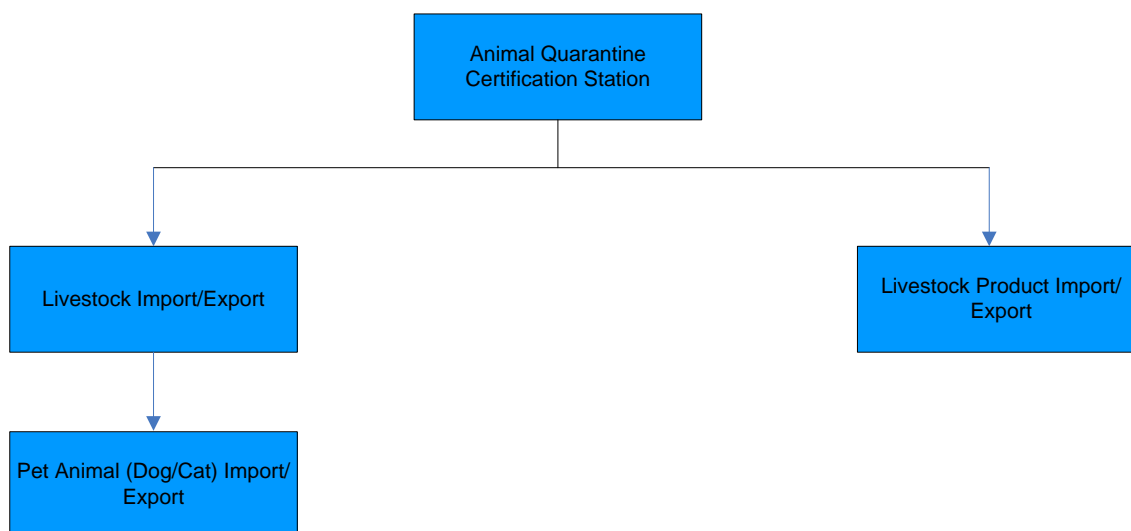 Animal Quarantine
Certification Station
Livestock Import/Export
Livestock Product Import/
Export
Pet Animal (Dog/Cat) Import/
Export